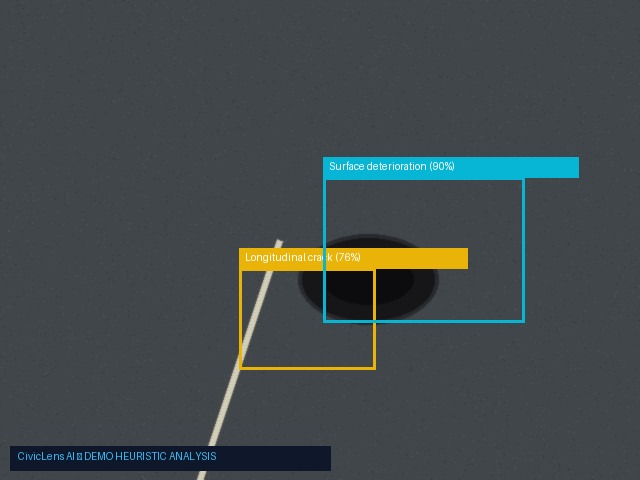 Surface deterioration (90%)
Longitudinal crack (76%)
CivicLens AI □ DEMO HEURISTIC ANALYSIS